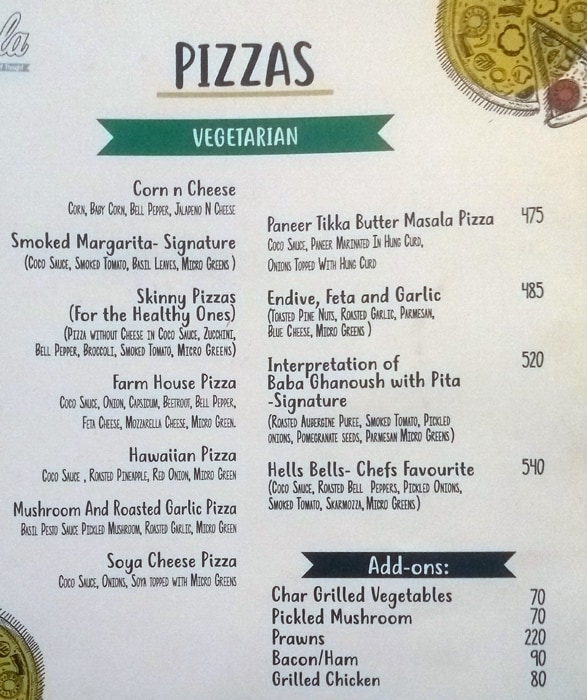 la
PIZZAS
VEGETARIAN
Corn n Cheese
Corn, Baby Corn, Bell Pepper, Jalapeno N Cheese
Smoked Margarita- Signature
(Coco Sauce, Smoked Tomato, Basil Leaves, Micro Greens )
Skinny Pizzas
(For the Healthy Ones)
(Pizza without Cheese in Coco Sauce, Zucchini,
Bell Pepper, Broccoli, Smoked Tomato, Micro Greens)
Farm House Pizza
Coco Sauce, Onion, Capsicum, Beetroot, Bell Pepper,
Feta Cheese, Mozzarella Cheese, Micro Green.
Hawaiian Pizza
Coco Sauce , Roasted Pineapple, Red Onion, Micro Green
Mushroom And Roasted Garlic Pizza
Basil Pesto Sauce Pickled Mushroom, Roasted Garlic, Micro Green
Soya Cheese Pizza
Coco Sauce, Onions, Soya topped with Micro Greens
Paneer Tikka Butter Masala Pizza 475
Coco Sauce, Paneer Marinated In Hung Curd,
Onions Topped With Hung Curd
Endive, Feta and Garlic 485
(Toasted Pine Nuts, Roasted Garlic, Parmesan,
Blue Cheese, Micro Greens )
Interpretation of 520
Baba Ghanoush with Pita
-Signature
(Roasted Aubergine Puree, Smoked Tomato, Pickled
onions, Pomegranate seeds, Parmesan Micro Greens)
Hells Bells- Chefs Favourite 540
(Coco Sauce, Roasted Bell Peppers, Pickled Onions,
Smoked Tomato, Skarmozza, Micro Greens )
Add-ons:
Char Grilled Vegetables 70
Pickled Mushroom 70
Prawns 220
Bacon/Ham 90
Grilled Chicken 80